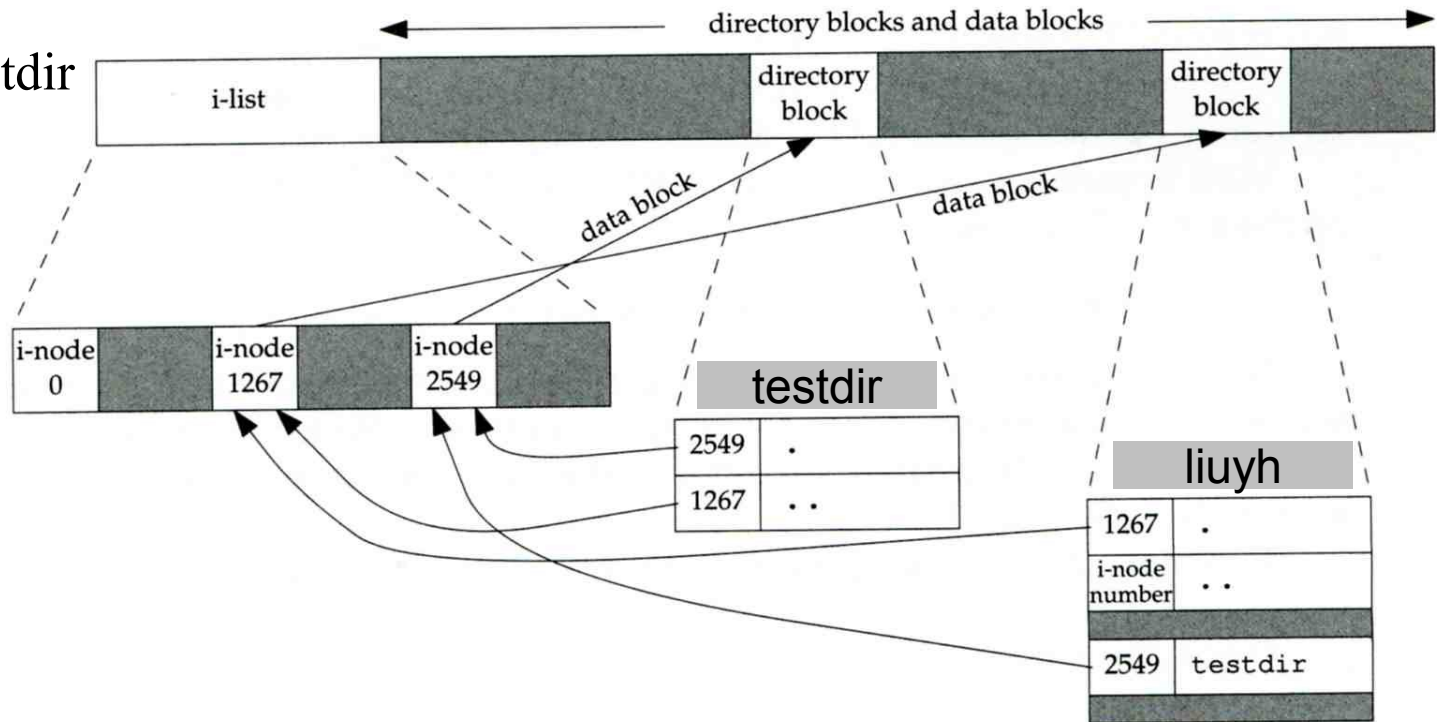 directory blocks and data blocks
tdir
i-list
directory
block
directory
block
data block
data block
i-node
0
i-node
1267
i-node
2549
testdir
2549 .
1267 ..
liuyh
1267 .
i-node
number ..
2549 testdir